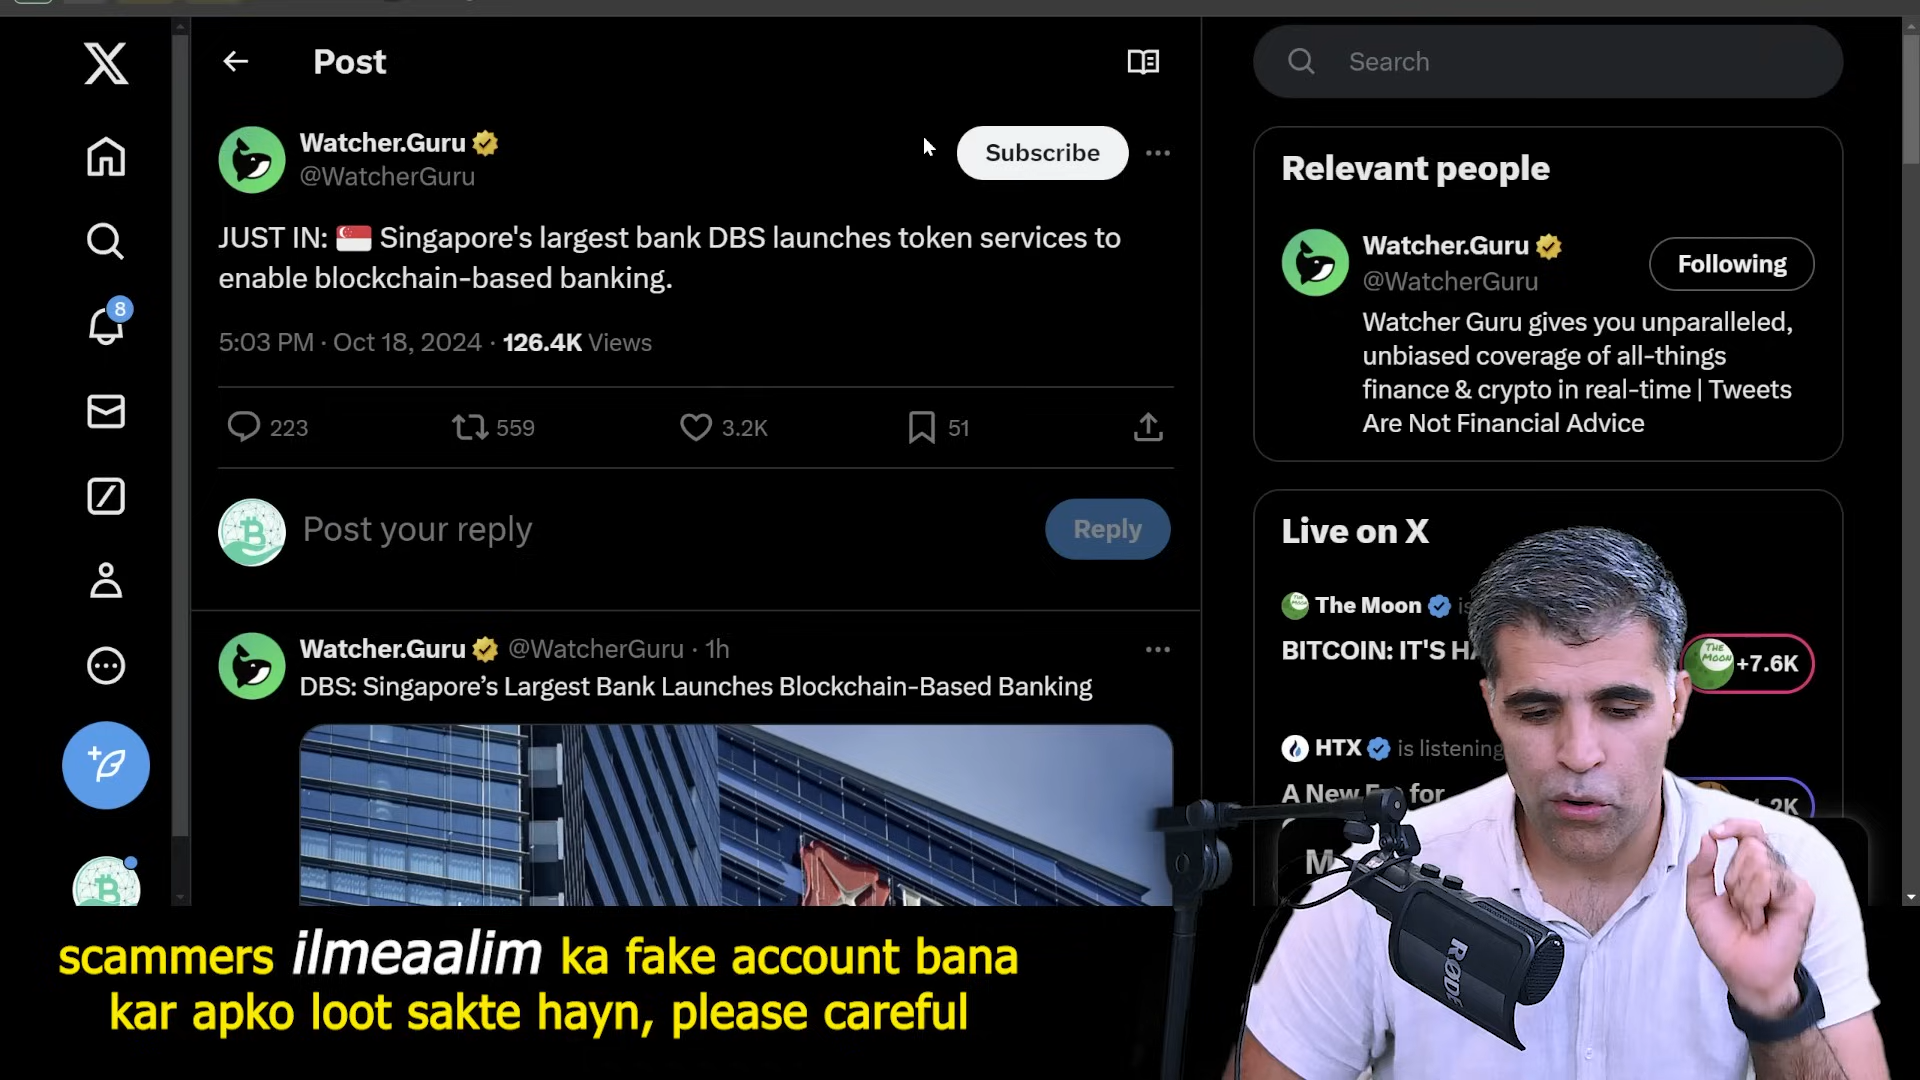 Post
Watcher.Guru
@WatcherGuru
Subscribe
JUST IN: 🇸🇬 Singapore's largest bank DBS launches token services to
enable blockchain-based banking.
5:03 PM · Oct 18, 2024 · 126.4K Views
223 559 3.2K 51
Post your reply
Reply
Watcher.Guru @WatcherGuru · 1h
DBS: Singapore’s Largest Bank Launches Blockchain-Based Banking
8
Search
Relevant people
Watcher.Guru
@WatcherGuru
Following
Watcher Guru gives you unparalleled,
unbiased coverage of all-things
finance & crypto in real-time | Tweets
Are Not Financial Advice
Live on X
The Moon
BITCOIN: IT'S
THE MOON
+7.6K
HTX is listening
A New for
RØDE
scammers ilmeaalim ka fake account bana
kar apko loot sakte hayn, please careful